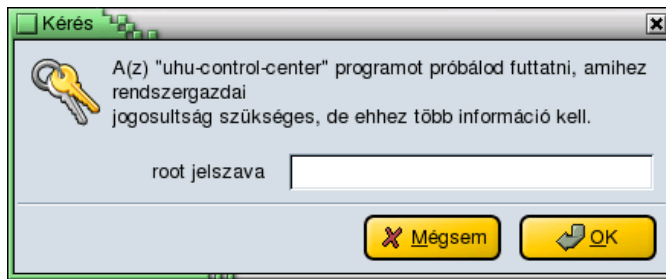 Kérés
A(z) "uhu-control-center" programot próbálod futtatni, amihez
rendszergazdai
jogosultság szükséges, de ehhez több információ kell.
root jelszava
Mégsem
OK